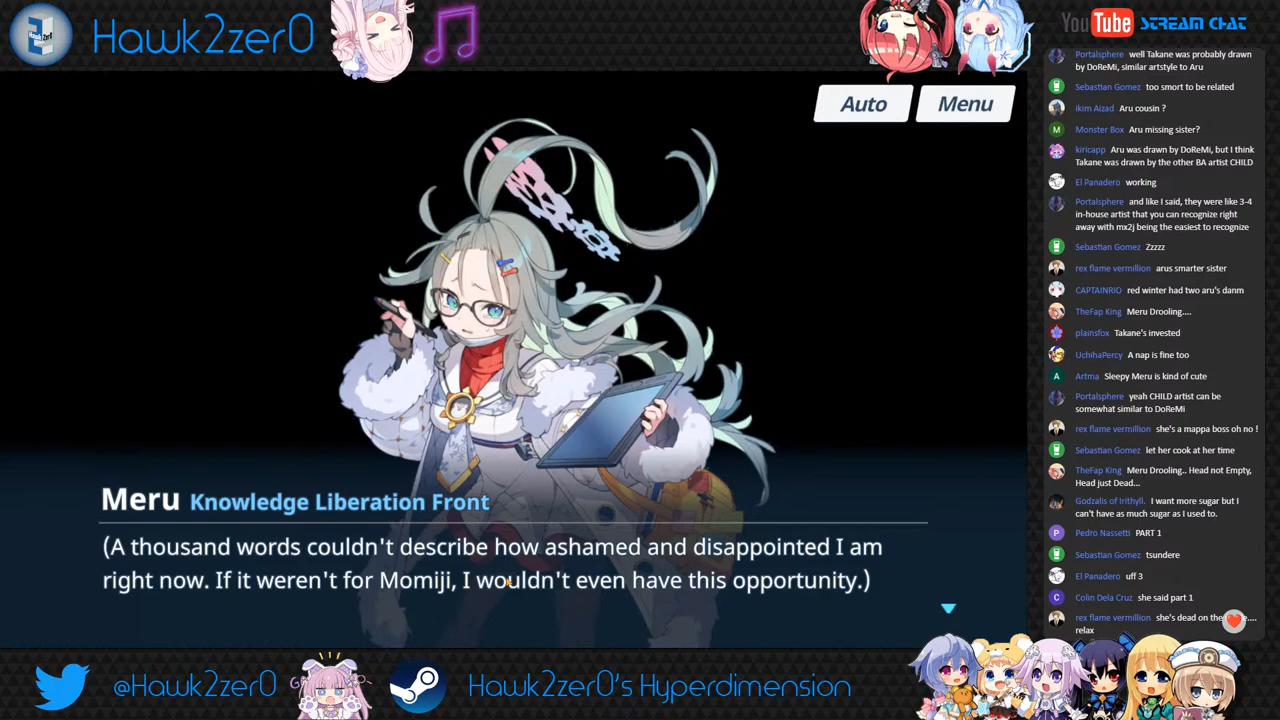 Hawk2zer0
YouTube STREAM CHAT
Auto
Menu
Portalsphere well Takane was probably drawn
by DoReMi, similar artstyle to Aru
Sebastian Gomez too smort to be related
ikim Aizad Aru cousin ?
M Monster Box Aru missing sister?
kiricapp Aru was drawn by DoReMi, but I think
Takane was drawn by the other BA artist CHILD
El Panadero working
Portalsphere and like I said, they were like 3-4
in-house artist that you can recognize right
away with mx2j being the easiest to recognize
Sebastian Gomez Zzzzz
rex flame vermillion arus smarter sister
CAPTAINRIO red winter had two aru's danm
TheFap King Meru Drooling....
plainsfox Takane's invested
UchihaPercy A nap is fine too
A Artma Sleepy Meru is kind of cute
Portalsphere yeah CHILD artist can be
somewhat similar to DoReMi
rex flame vermillion she's a mappa boss oh no !
Sebastian Gomez let her cook at her time
TheFap King Meru Drooling.. Head not Empty,
Head just Dead...
Godzalis of Irithyll. I want more sugar but I
can't have as much sugar as I used to.
P Pedro Nassetti PART 1
Sebastian Gomez tsundere
El Panadero uff 3
C Colin Dela Cruz she said part 1
rex flame vermillion she's dead on the
relax
Meru Knowledge Liberation Front
(A thousand words couldn't describe how ashamed and disappointed I am
right now. If it weren't for Momiji, I wouldn't even have this opportunity.)
@Hawk2zer0
Hawk2zer0's Hyperdimension